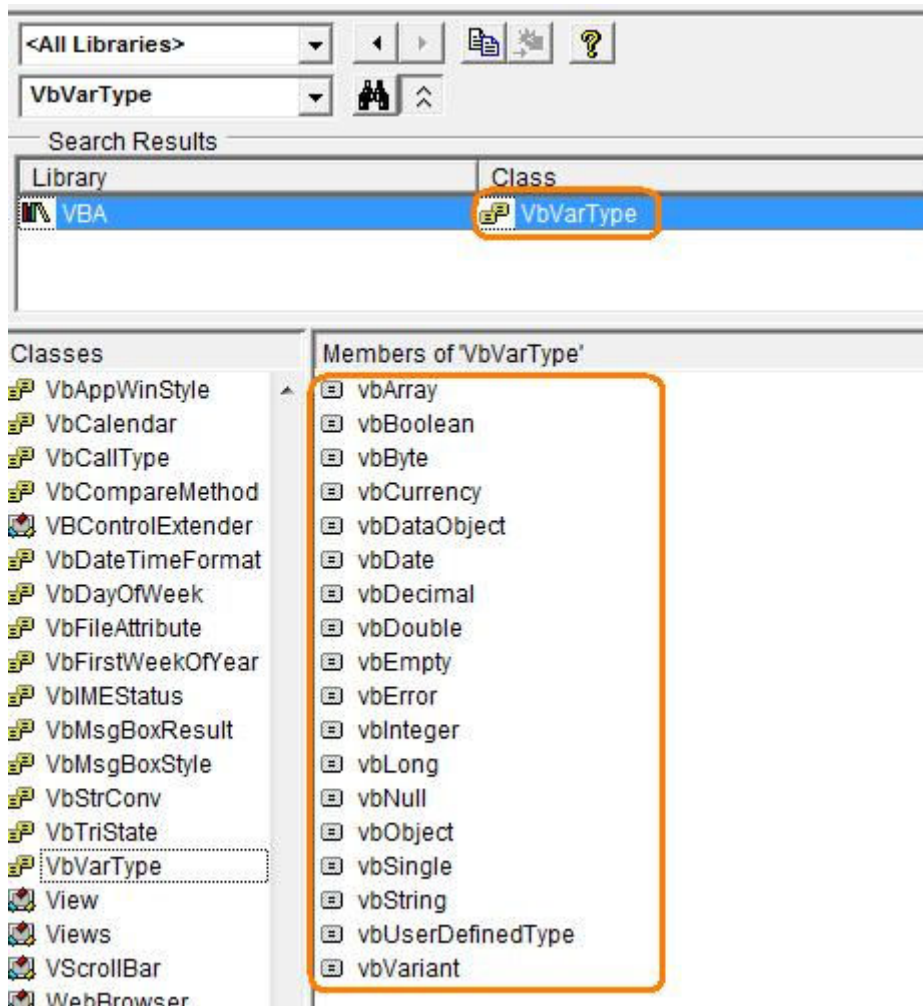 <All Libraries>
VbVarType
Search Results
Library Class
VBA VbVarType
Classes
VbAppWinStyle
VbCalendar
VbCallType
VbCompareMethod
VBControlExtender
VbDateTimeFormat
VbDayOfWeek
VbFileAttribute
VbFirstWeekOfYear
VbIMEStatus
VbMsgBoxResult
VbMsgBoxStyle
VbStrConv
VbTriState
VbVarType
View
Views
VScrollBar
WebBrowser
Members of 'VbVarType'
vbArray
vbBoolean
vbByte
vbCurrency
vbDataObject
vbDate
vbDecimal
vbDouble
vbEmpty
vbError
vbInteger
vbLong
vbNull
vbObject
vbSingle
vbString
vbUserDefinedType
vbVariant